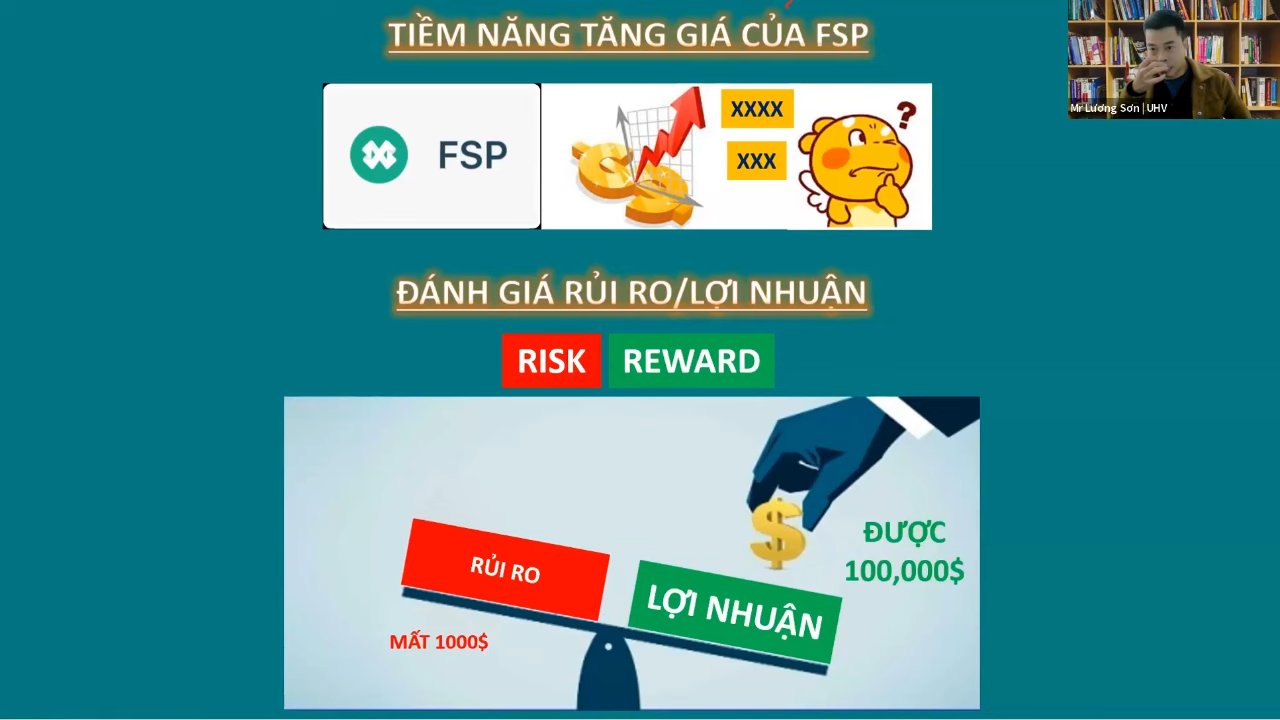 TIỀM NĂNG TĂNG GIÁ CỦA FSP
Mr Lương Sơn | UHV
FSP
XXXX
XXX
?
ĐÁNH GIÁ RỦI RO/LỢI NHUẬN
RISK REWARD
$
ĐƯỢC
100,000$
RỦI RO
LỢI NHUẬN
MẤT 1000$